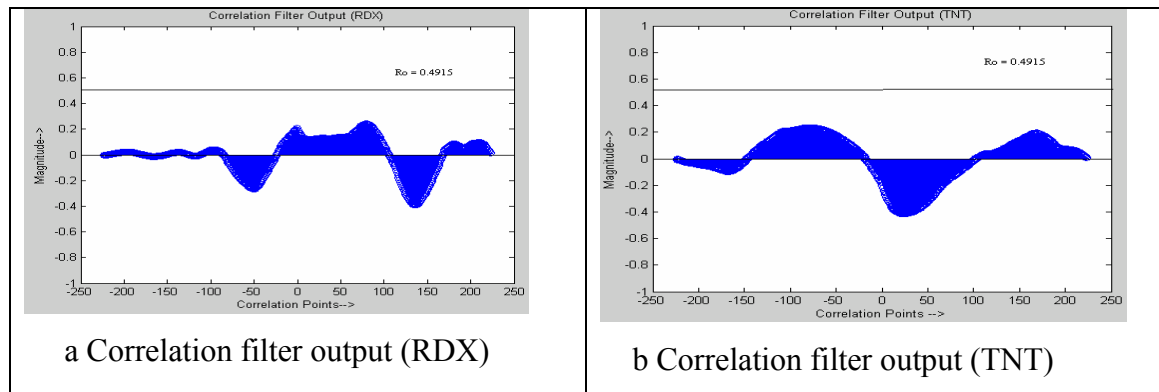 Correlation Filter Output (RDX)
Ro = 0.4915
1
0.8
0.6
0.4
0.2
0
-0.2
-0.4
-0.6
-0.8
-1
Magnitude-->
-250 -200 -150 -100 -50 0 50 100 150 200 250
Correlation Points-->
a Correlation filter output (RDX)
Correlation Filter Output (TNT)
Ro = 0.4915
1
0.8
0.6
0.4
0.2
0
-0.2
-0.4
-0.6
-0.8
-1
Magnitude-->
-250 -200 -150 -100 -50 0 50 100 150 200 250
Correlation Points -->
b Correlation filter output (TNT)